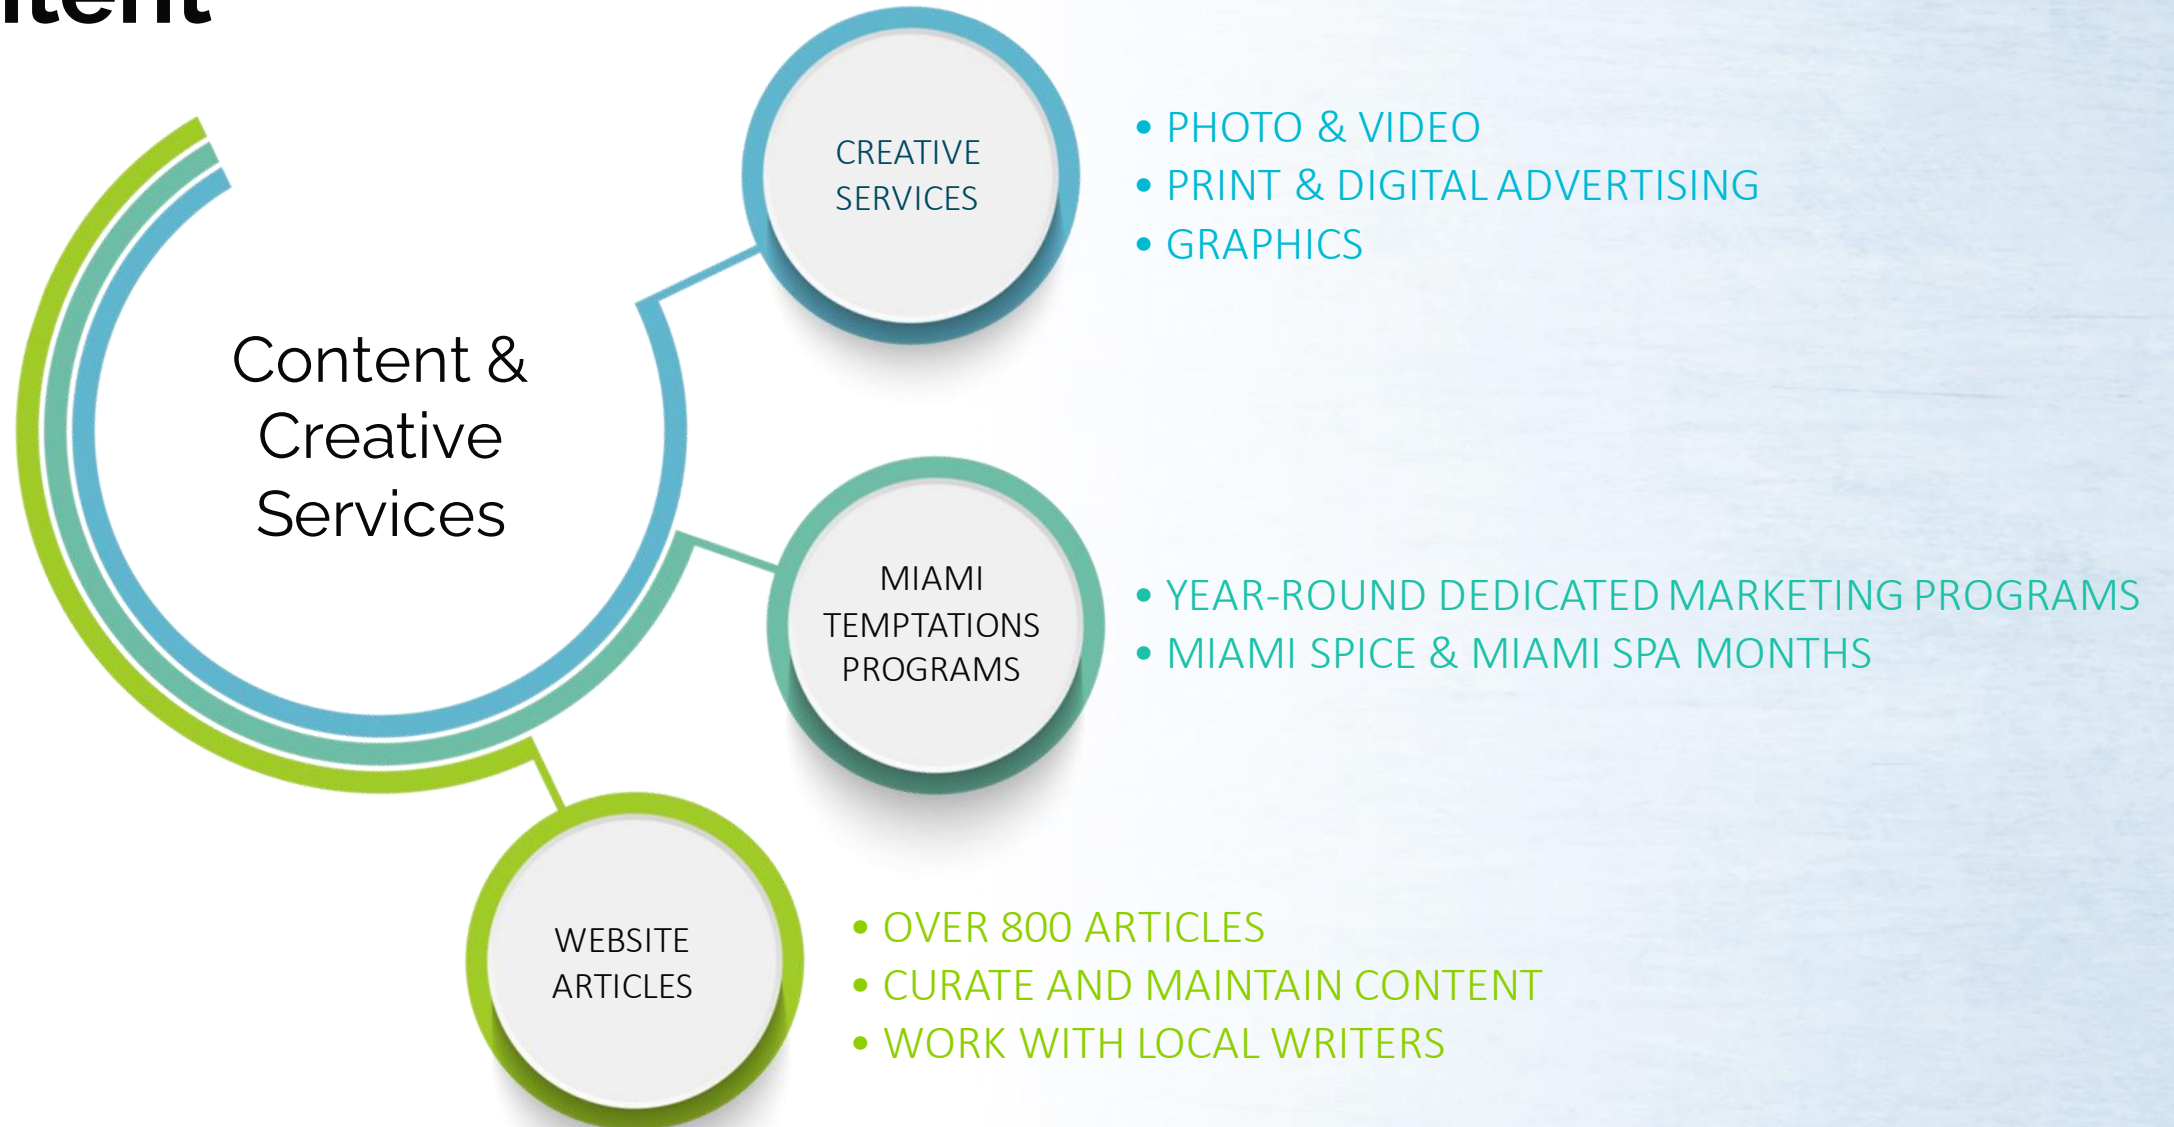 Content &
Creative
Services
CREATIVE
SERVICES
• PHOTO & VIDEO
• PRINT & DIGITAL ADVERTISING
• GRAPHICS
MIAMI
TEMPTATIONS
PROGRAMS
• YEAR-ROUND DEDICATED MARKETING PROGRAMS
• MIAMI SPICE & MIAMI SPA MONTHS
WEBSITE
ARTICLES
• OVER 800 ARTICLES
• CURATE AND MAINTAIN CONTENT
• WORK WITH LOCAL WRITERS